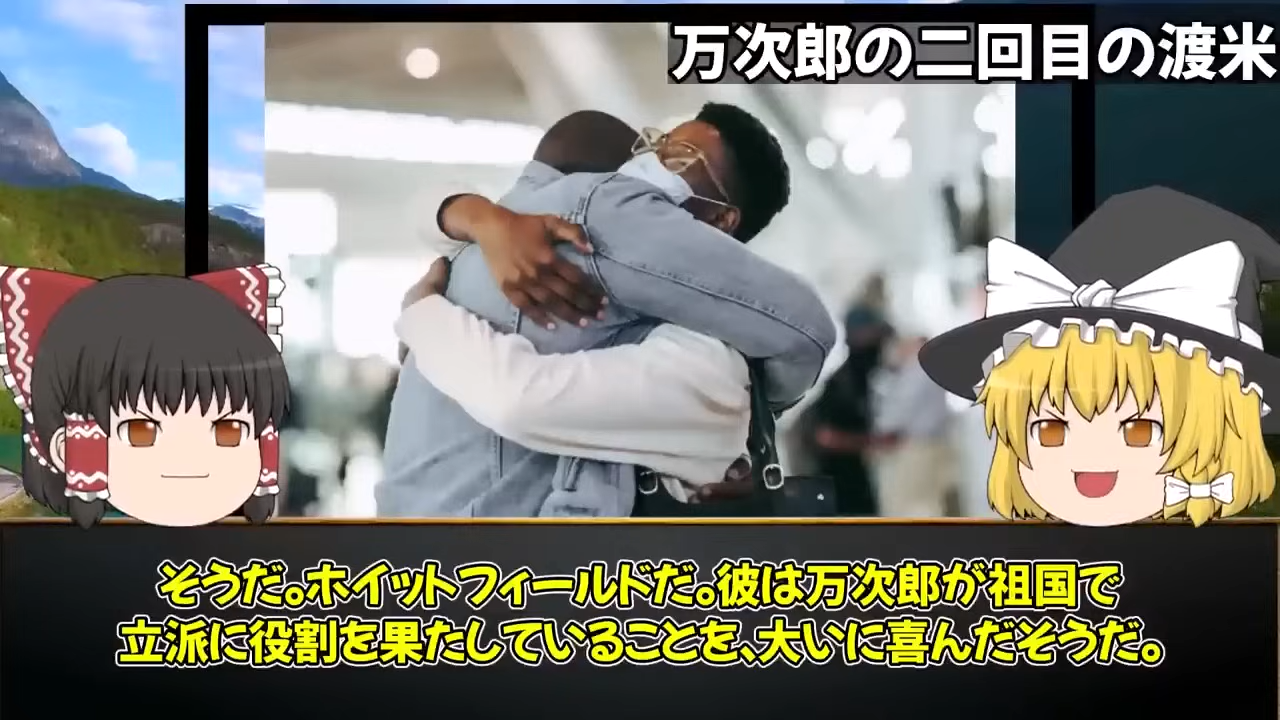 万次郎の二回目の渡米
そうだ。ホイットフィールドだ。彼は万次郎が祖国で
立派に役割を果たしていることを、大いに喜んだそうだ。